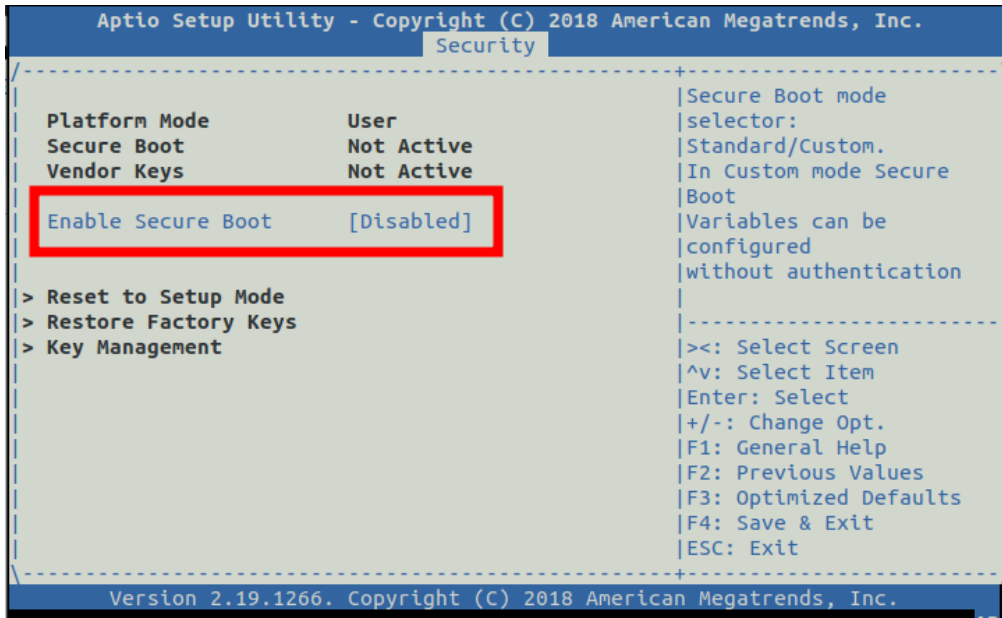 Aptio Setup Utility - Copyright (C) 2018 American Megatrends, Inc.
Security
Platform Mode User
Secure Boot Not Active
Vendor Keys Not Active
Enable Secure Boot [Disabled]
> Reset to Setup Mode
> Restore Factory Keys
> Key Management
Secure Boot mode
selector:
Standard/Custom.
In Custom mode Secure
Boot
Variables can be
configured
without authentication
><: Select Screen
^v: Select Item
Enter: Select
+/-: Change Opt.
F1: General Help
F2: Previous Values
F3: Optimized Defaults
F4: Save & Exit
ESC: Exit
Version 2.19.1266. Copyright (C) 2018 American Megatrends, Inc.